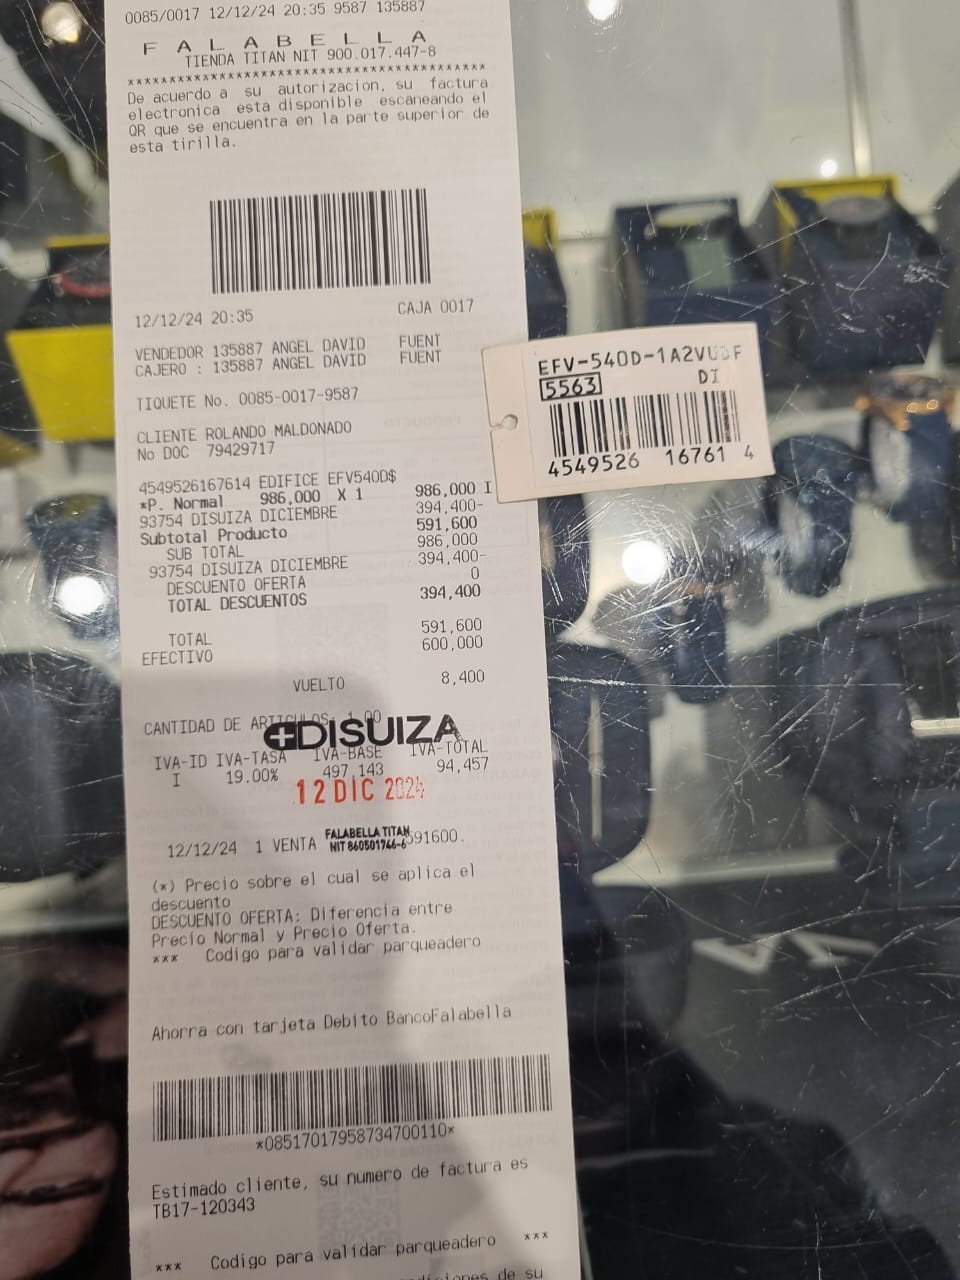 0085/0017 12/12/24 20:35 9587 135887
F A L A B E L L A
TIENDA TITAN NIT 900.017.447-8
De acuerdo a su autorizacion, su factura
electronica esta disponible escaneando el
QR que se encuentra en la parte superior de
esta tirilla.
12/12/24 20:35 CAJA 0017
VENDEDOR 135887 ANGEL DAVID FUENT
CAJERO : 135887 ANGEL DAVID FUENT
TIQUETE No. 0085-0017-9587
CLIENTE ROLANDO MALDONADO
No DOC 79429717
4549526167614 EDIFICE EFV540D$
*P. Normal 986,000 X 1 986,000 I
93754 DISUIZA DICIEMBRE 394,400-
Subtotal Producto 591,600
SUB TOTAL 986,000
93754 DISUIZA DICIEMBRE 394,400-
DESCUENTO OFERTA 0
TOTAL DESCUENTOS 394,400
TOTAL 591,600
EFECTIVO 600,000
VUELTO 8,400
CANTIDAD DE ARTICULOS: 1.00
DISUIZA
IVA-ID IVA-TASA IVA-BASE IVA-TOTAL
I 19.00% 497,143 94,457
12 DIC 2024
FALABELLA TITAN
NIT 860501746-6
12/12/24 1 VENTA 591600.
(*) Precio sobre el cual se aplica el
descuento
DESCUENTO OFERTA: Diferencia entre
Precio Normal y Precio Oferta.
*** Codigo para validar parqueadero
Ahorra con tarjeta Debito BancoFalabella
*08517017958734700110*
Estimado cliente, su numero de factura es
TB17-120343
*** Codigo para validar parqueadero ***
de su
EFV-540D-1A2VUDF
5563 DI
4549526 16761 4